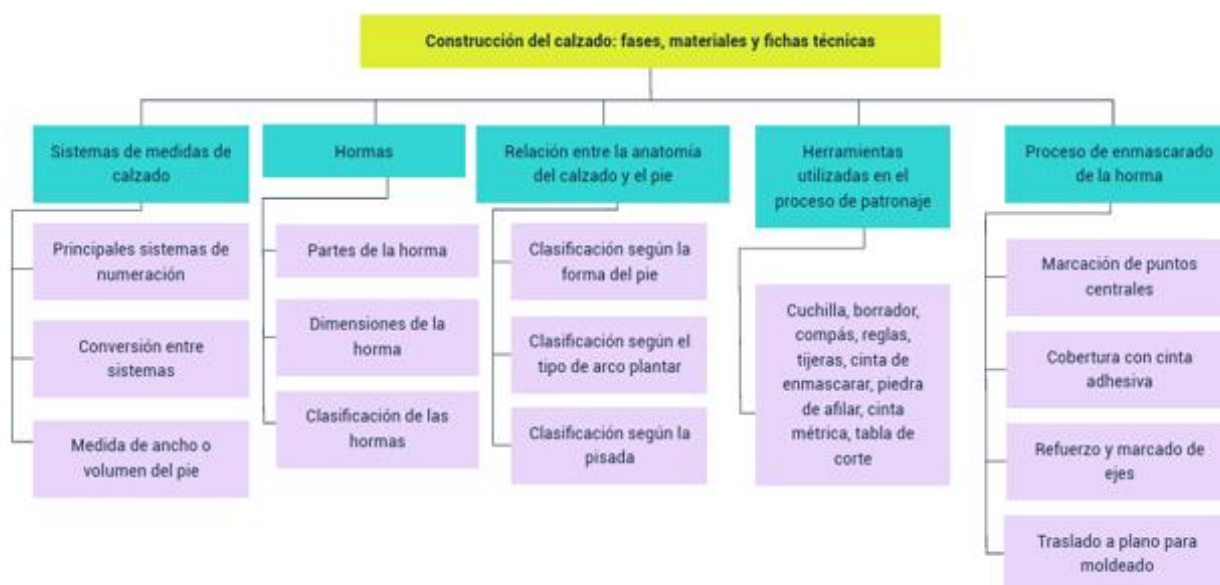 Construcción del calzado: fases, materiales y fichas técnicas
Sistemas de medidas de
calzado
Principales sistemas de
numeración
Conversión entre
sistemas
Medida de ancho o
volumen del pie
Hormas
Partes de la horma
Dimensiones de la
horma
Clasificación de las
hormas
Relación entre la anatomía
del calzado y el pie
Clasificación según la
forma del pie
Clasificación según el
tipo de arco plantar
Clasificación según la
pisada
Herramientas
utilizadas en el
proceso de patronaje
Cuchilla, borrador,
compás, reglas,
tijeras, cinta de
enmascarar, piedra
de afilar, cinta
métrica, tabla de
corte
Proceso de enmascarado
de la horma
Marcación de puntos
centrales
Cobertura con cinta
adhesiva
Refuerzo y marcado de
ejes
Traslado a plano para
moldeado